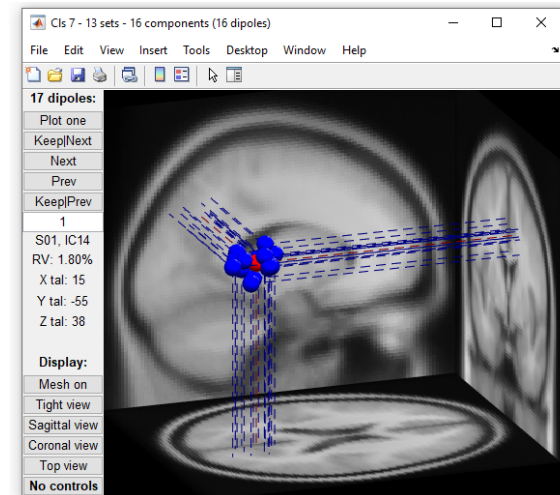 Cls 7 - 13 sets - 16 components (16 dipoles)
File Edit View Insert Tools Desktop Window Help
17 dipoles:
Plot one
Keep|Next
Next
Prev
Keep|Prev
1
S01, IC14
RV: 1.80%
X tal: 15
Y tal: -55
Z tal: 38
Display:
Mesh on
Tight view
Sagittal view
Coronal view
Top view
No controls